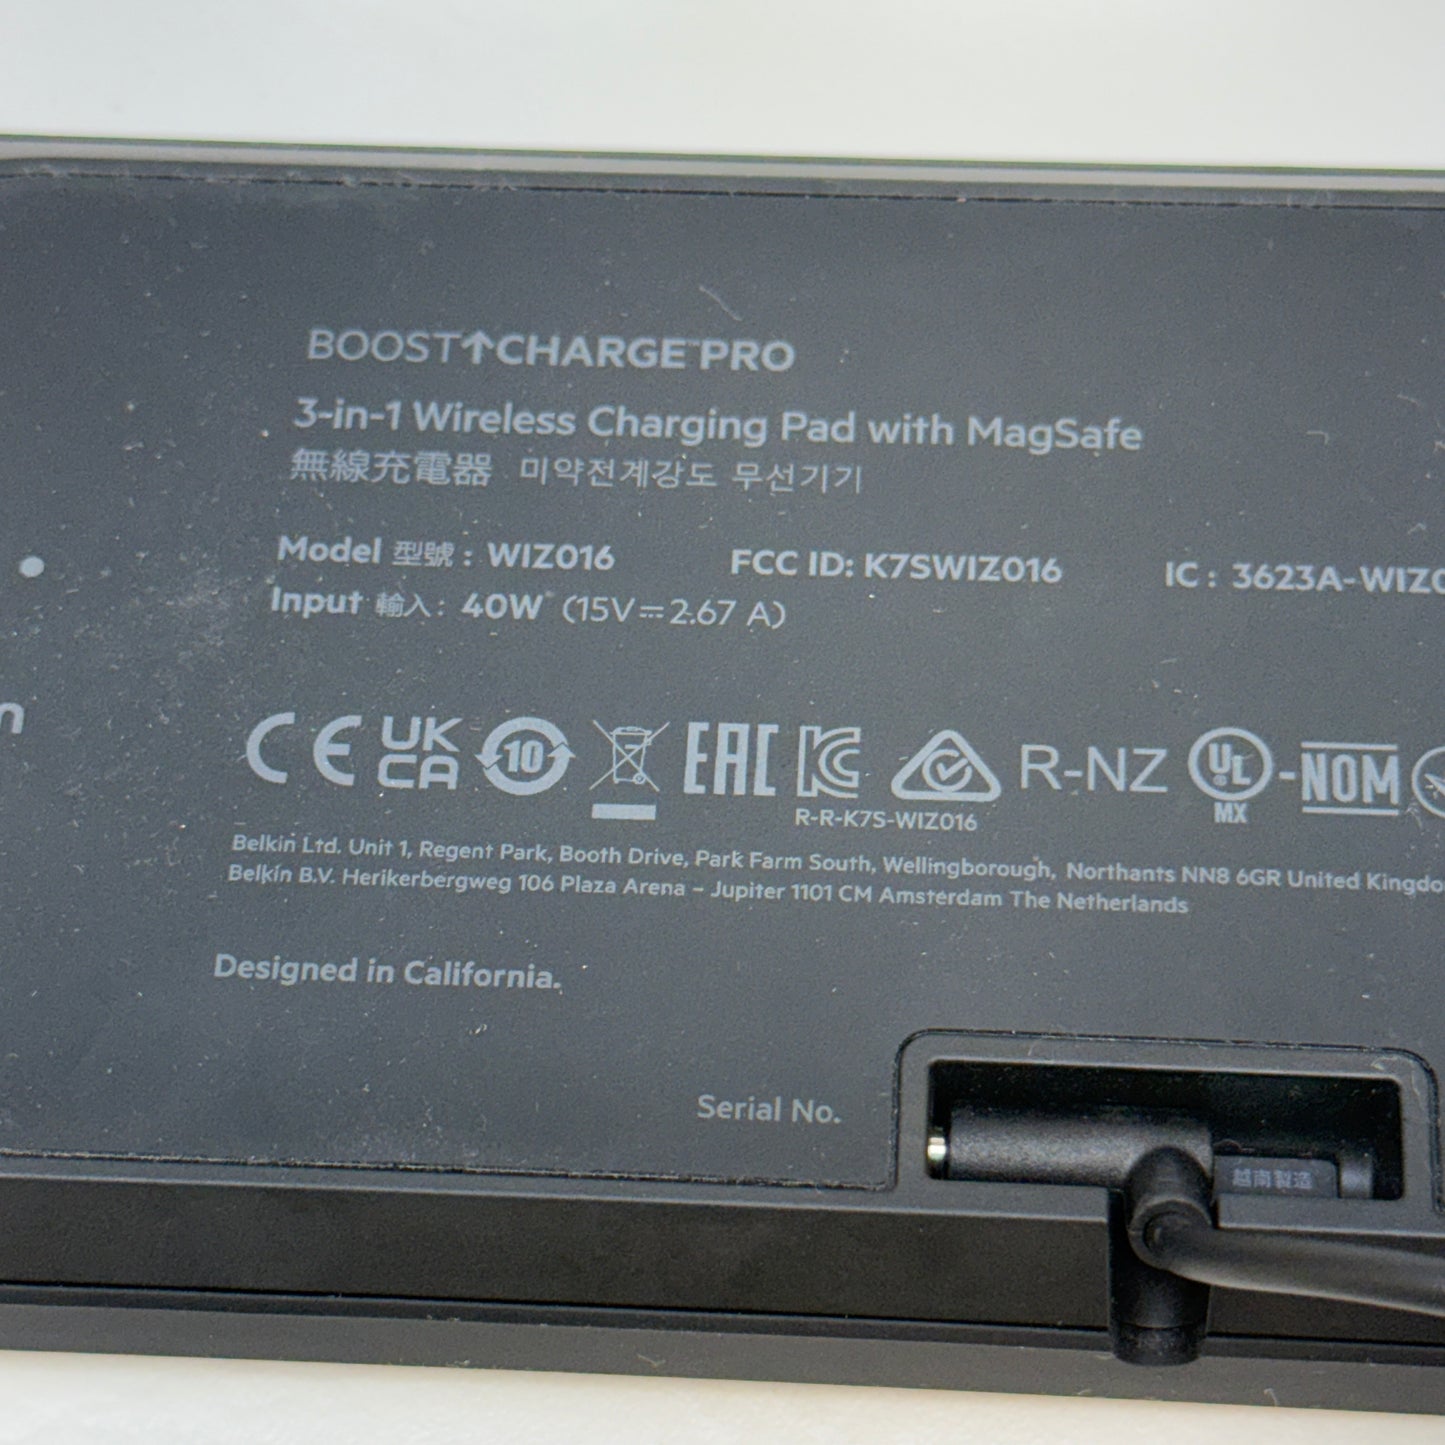 BOOST↑CHARGE™PRO
3-in-1 Wireless Charging Pad with MagSafe
無線充電器 미약전계강도 무선기기
Model 型號 : WIZ016 FCC ID: K7SWIZ016 IC : 3623A-WIZ0
Input 輸入 : 40W (15V⎓2.67 A)
n
CE UKCA 10 EAC KC R-NZ UL MX -NOM
R-R-K7S-WIZ016
Belkin Ltd. Unit 1, Regent Park, Booth Drive, Park Farm South, Wellingborough, Northants NN8 6GR United Kingdo
Belkin B.V. Herikerbergweg 106 Plaza Arena – Jupiter 1101 CM Amsterdam The Netherlands
Designed in California.
Serial No.
越南製造